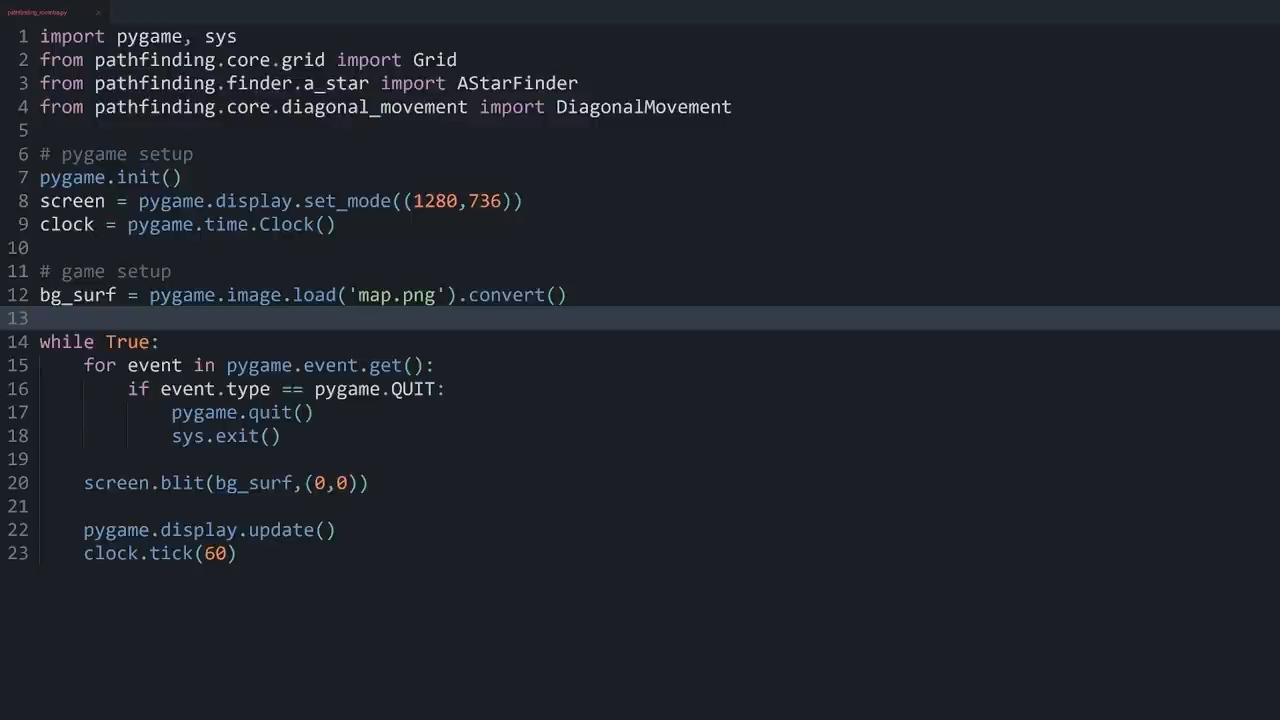 pathfinding_roomba.py ×
1 import pygame, sys
2 from pathfinding.core.grid import Grid
3 from pathfinding.finder.a_star import AStarFinder
4 from pathfinding.core.diagonal_movement import DiagonalMovement
5
6 # pygame setup
7 pygame.init()
8 screen = pygame.display.set_mode((1280,736))
9 clock = pygame.time.Clock()
10
11 # game setup
12 bg_surf = pygame.image.load('map.png').convert()
13
14 while True:
15     for event in pygame.event.get():
16         if event.type == pygame.QUIT:
17             pygame.quit()
18             sys.exit()
19
20     screen.blit(bg_surf,(0,0))
21
22     pygame.display.update()
23     clock.tick(60)